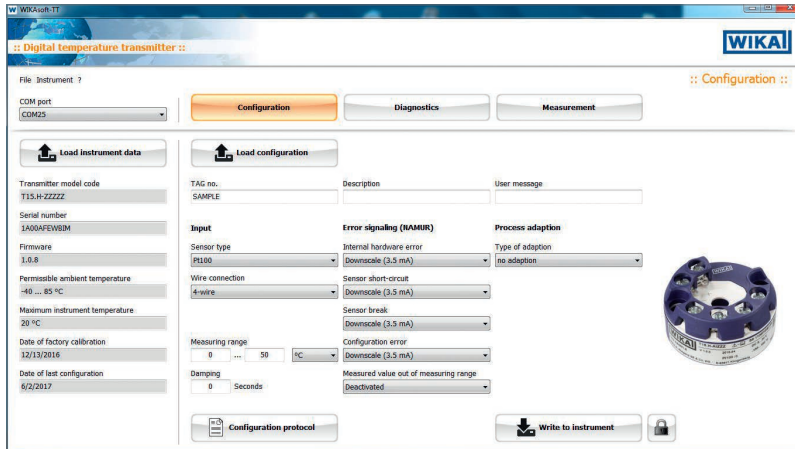 WIKAsoft-TT
:: Digital temperature transmitter ::
WIKAI
File Instrument ?
:: Configuration ::
COM port
COM25
Configuration
Diagnostics
Measurement
Load instrument data
Load configuration
Transmitter model code
T15.H-ZZZZZ
TAG no.
SAMPLE
Description
User message
Serial number
1A00AFEW8IM
Input
Error signaling (NAMUR)
Process adaption
Firmware
1.0.8
Sensor type
Pt100
Internal hardware error
Downscale (3.5 mA)
Type of adaption
no adaption
Permissible ambient temperature
-40 ... 85 ºC
Wire connection
4-wire
Sensor short-circuit
Downscale (3.5 mA)
Maximum instrument temperature
20 ºC
Sensor break
Downscale (3.5 mA)
Date of factory calibration
12/13/2016
Measuring range
0 ... 50 ºC
Configuration error
Downscale (3.5 mA)
Date of last configuration
6/2/2017
Damping
0 Seconds
Measured value out of measuring range
Deactivated
Configuration protocol
Write to instrument
WIKAI